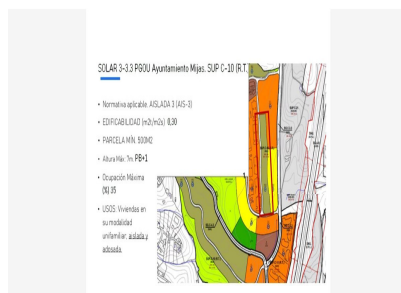 SOLAR 3-3.3 PGOU Ayuntamiento Mijas. SUP C-10 (R.T.
• Normativa aplicable: AISLADA 3 (AIS-3)
• EDIFICABILIDAD (m2t/m2s) 0,30
• PARCELA MÍN. 500M2
• Altura Máx: 7m. PB+1
• Ocupación Máxima
(%) 35
• USOS: Viviendas en
su modalidad
unifamiliar, aislada y
adosada.